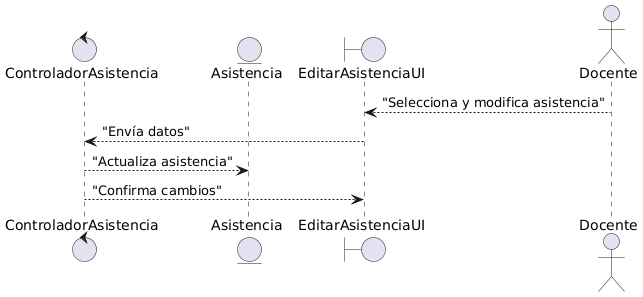 ControladorAsistencia Asistencia EditarAsistenciaUI Docente
"Selecciona y modifica asistencia"
"Envía datos"
"Actualiza asistencia"
"Confirma cambios"
ControladorAsistencia Asistencia EditarAsistenciaUI Docente